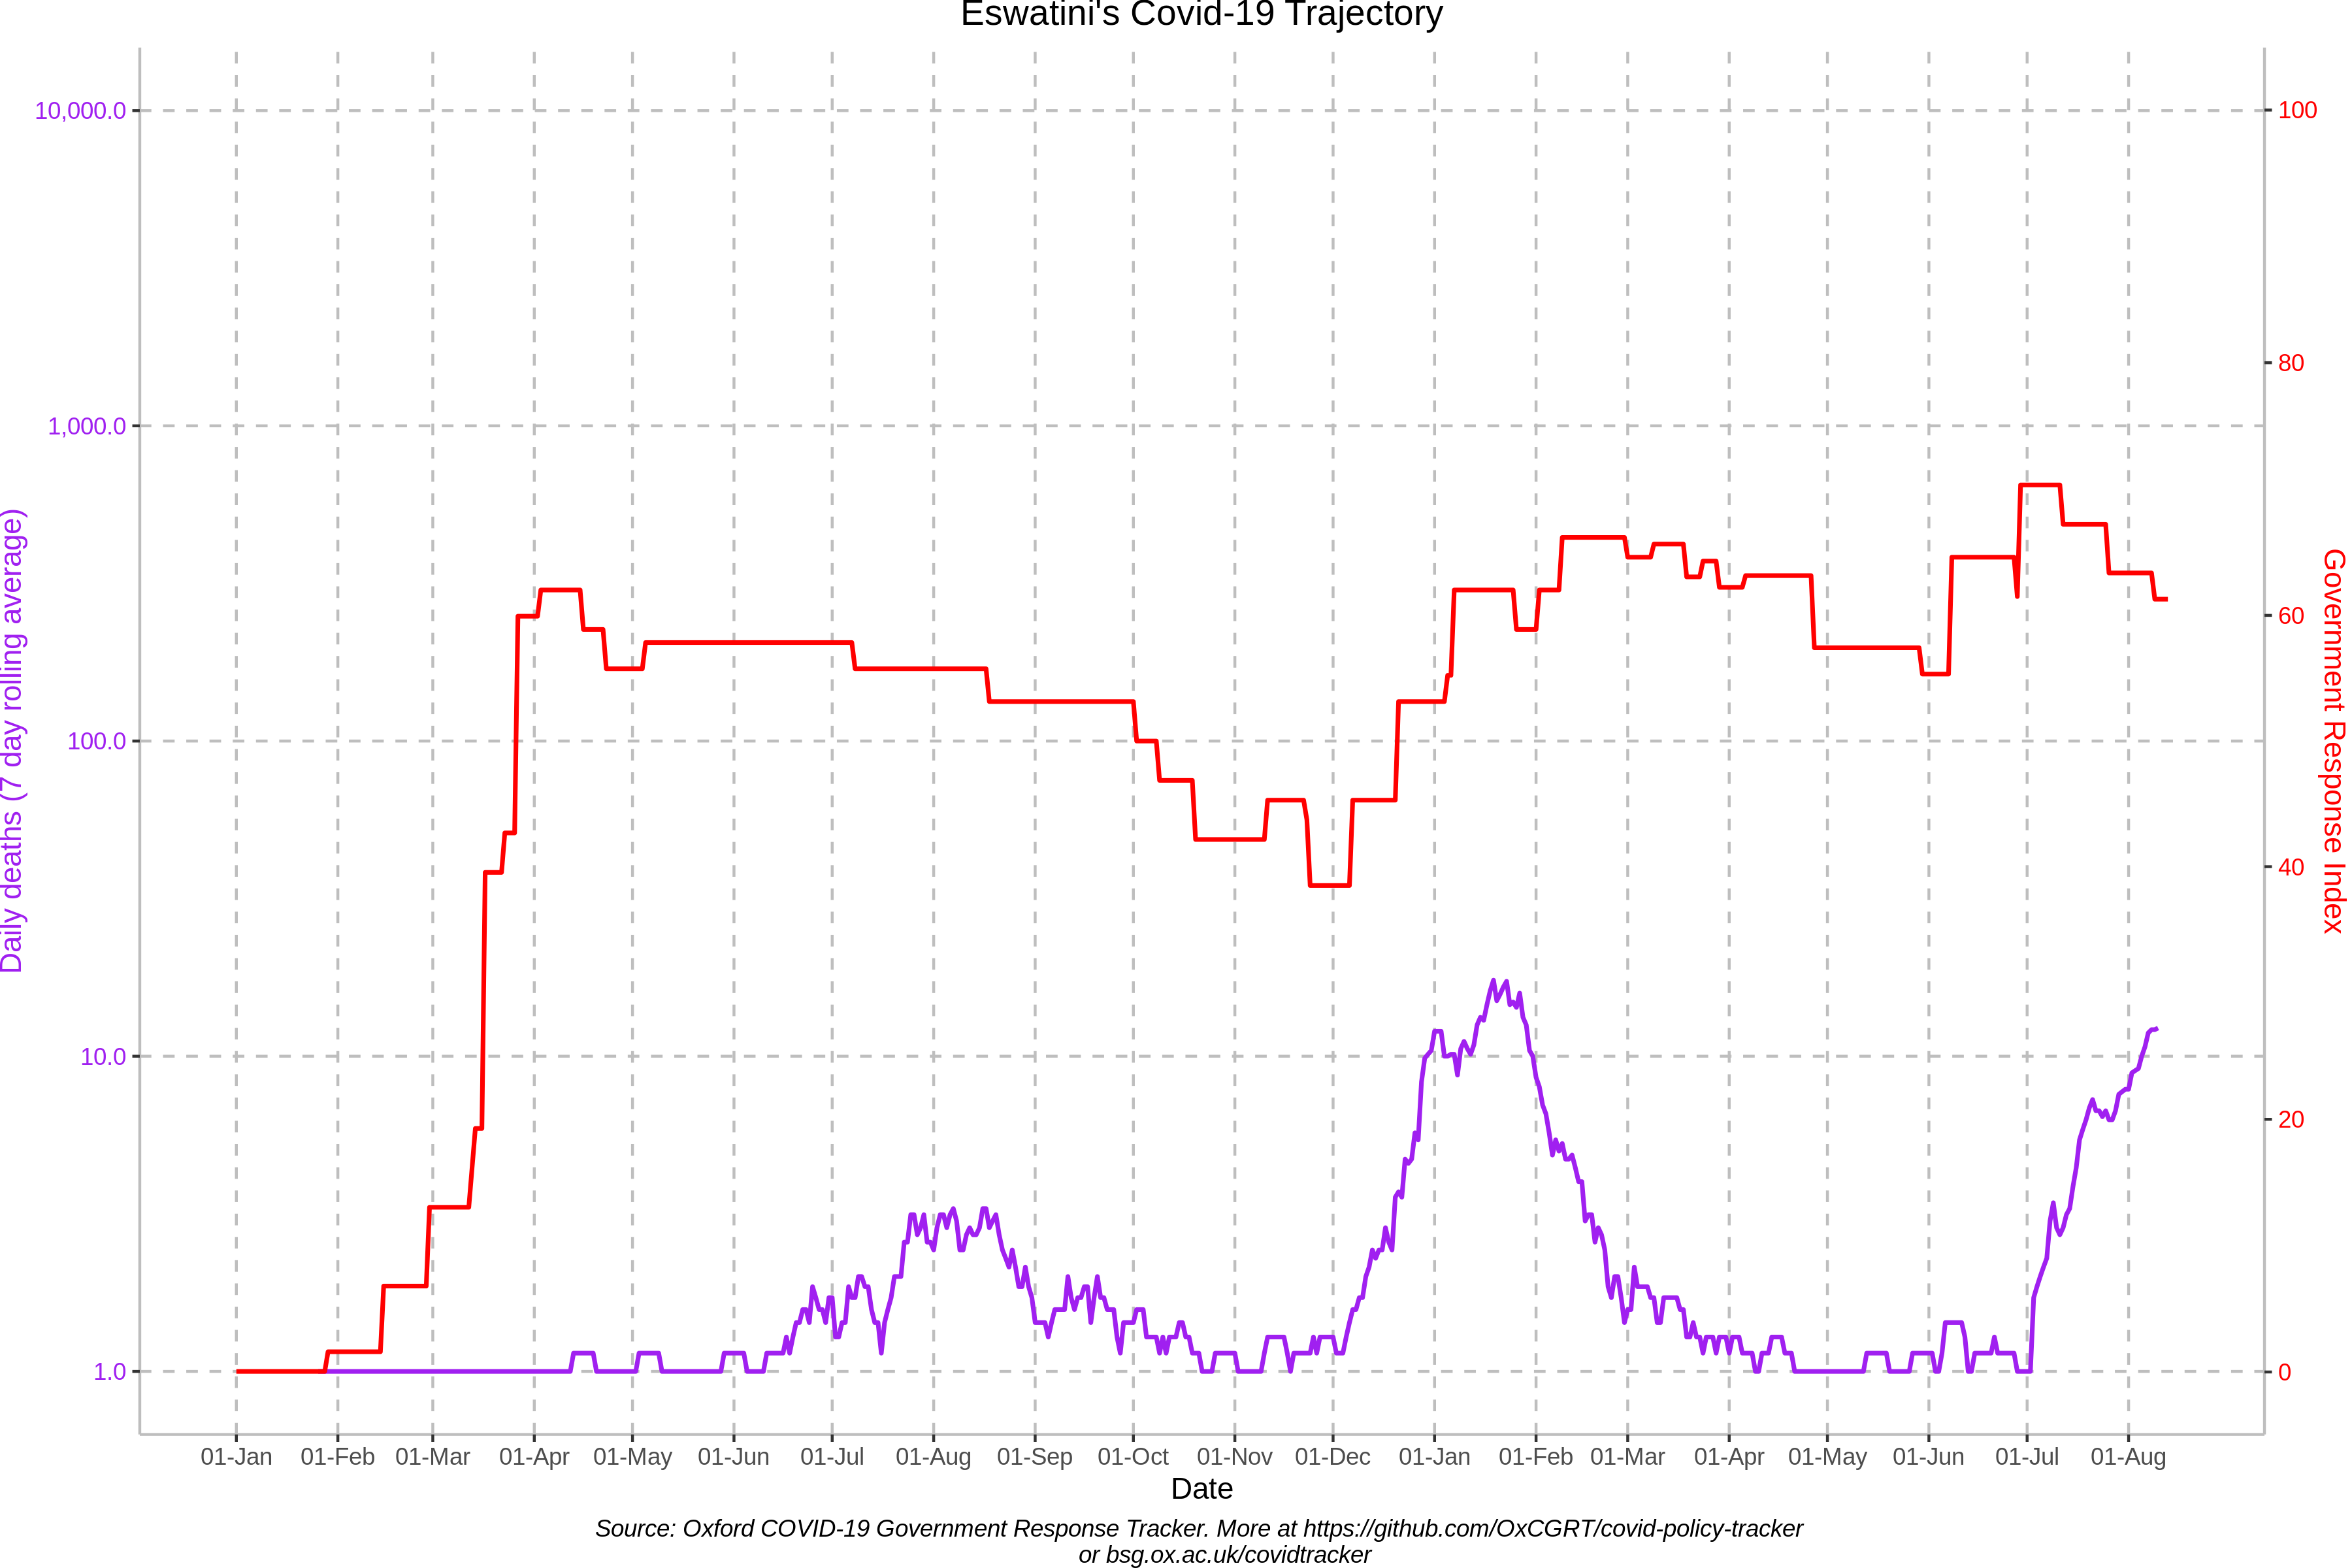 Eswatini's Covid-19 Trajectory
Daily deaths (7 day rolling average)
10,000.0
1,000.0
100.0
10.0
1.0
100
80
60
40
20
0
Government Response Index
01-Jan 01-Feb 01-Mar 01-Apr 01-May 01-Jun 01-Jul 01-Aug 01-Sep 01-Oct 01-Nov 01-Dec 01-Jan 01-Feb 01-Mar 01-Apr 01-May 01-Jun 01-Jul 01-Aug
Date
Source: Oxford COVID-19 Government Response Tracker. More at https://github.com/OxCGRT/covid-policy-tracker
or bsg.ox.ac.uk/covidtracker